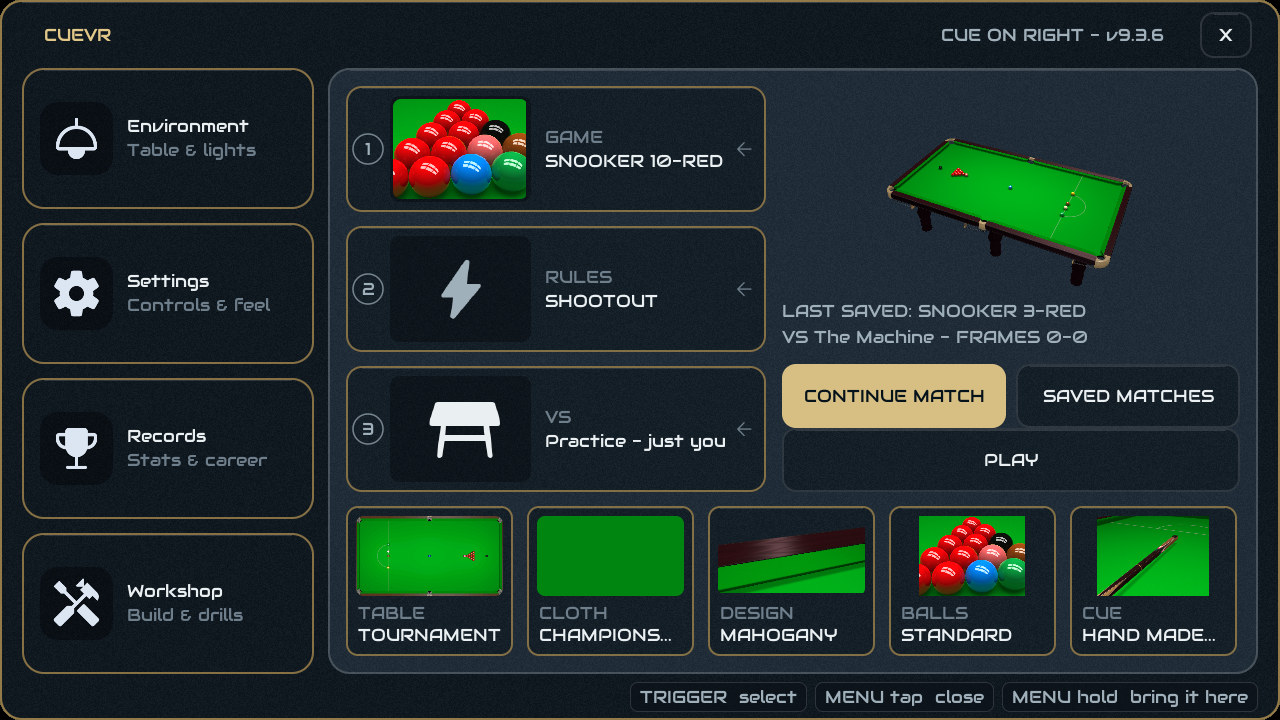 CUEVR
CUE ON RIGHT - v9.3.6
X
Environment
Table & lights
Settings
Controls & feel
Records
Stats & career
Workshop
Build & drills
1
GAME
SNOOKER 10-RED
2
RULES
SHOOTOUT
3
VS
Practice - just you
LAST SAVED: SNOOKER 3-RED
VS The Machine - FRAMES 0-0
CONTINUE MATCH
SAVED MATCHES
PLAY
TABLE
TOURNAMENT
CLOTH
CHAMPIONS...
DESIGN
MAHOGANY
BALLS
STANDARD
CUE
HAND MADE...
TRIGGER select
MENU tap close
MENU hold bring it here